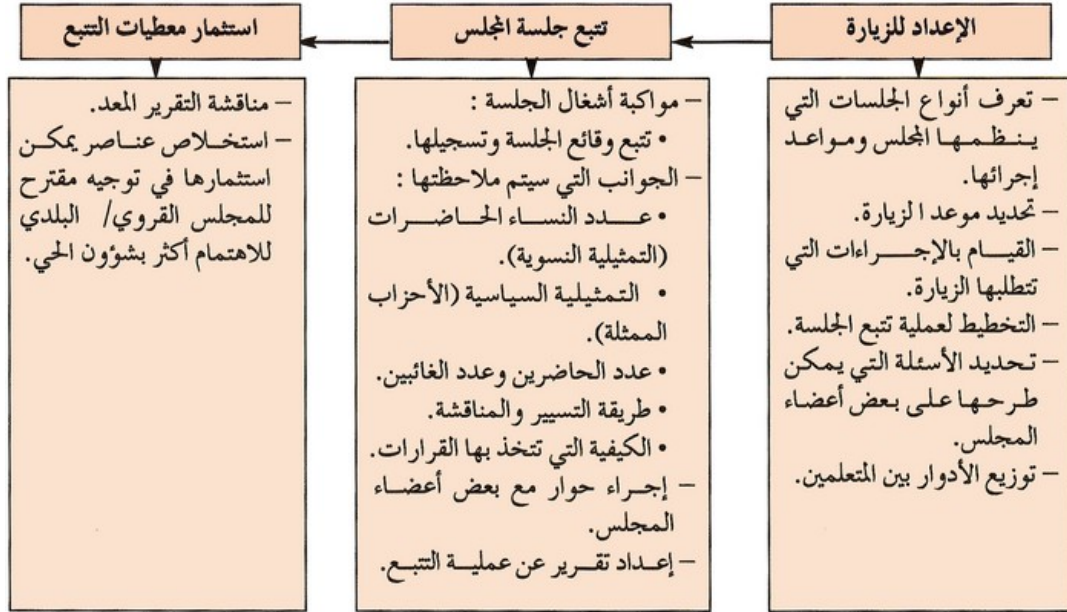 الإعداد للزيارة
– تعرف أنواع الجلسات التي
ينظمها المجلس ومواعد
إجرائها.
– تحديد موعد الزيارة.
– القيام بالإجراءات التي
تتطلبها الزيارة.
– التخطيط لعملية تتبع الجلسة.
– تحديد الأسئلة التي يمكن
طرحها على بعض أعضاء
المجلس.
– توزيع الأدوار بين المتعلمين.
تتبع جلسة المجلس
– مواكبة أشغال الجلسة :
• تتبع وقائع الجلسة وتسجيلها.
– الجوانب التي سيتم ملاحظتها :
• عدد النساء الحاضرات
(التمثيلية النسوية).
• التمثيلية السياسية (الأحزاب
الممثلة).
• عدد الحاضرين وعدد الغائبين.
• طريقة التسيير والمناقشة.
• الكيفية التي تتخذ بها القرارات.
– إجراء حوار مع بعض أعضاء
المجلس.
– إعداد تقرير عن عملية التتبع.
استثمار معطيات التتبع
– مناقشة التقرير المعد.
– استخلاص عناصر يمكن
استثمارها في توجيه مقترح
للمجلس القروي/ البلدي
للاهتمام أكثر بشؤون الحي.